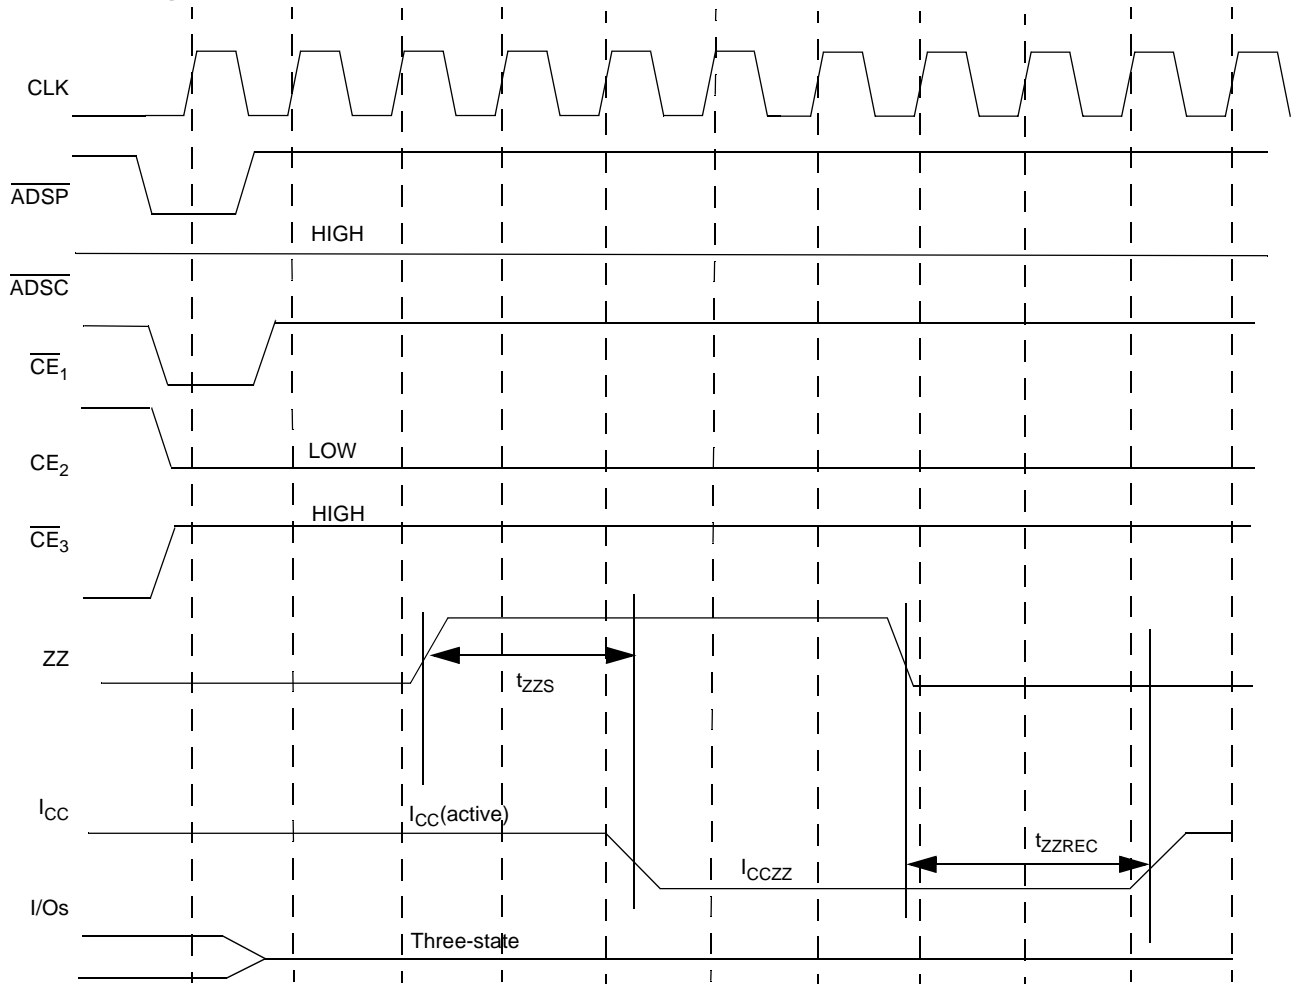 CLK
ADSP
HIGH
ADSC
CE1
LOW
CE2
HIGH
CE3
ZZ
tZZS
ICC
ICC(active)
tZZREC
ICCZZ
I/Os
Three-state